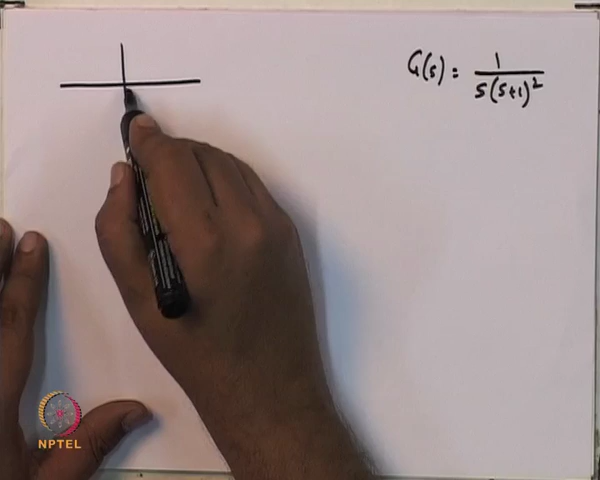 G(s) = 1 / s(s+1)²
NPTEL